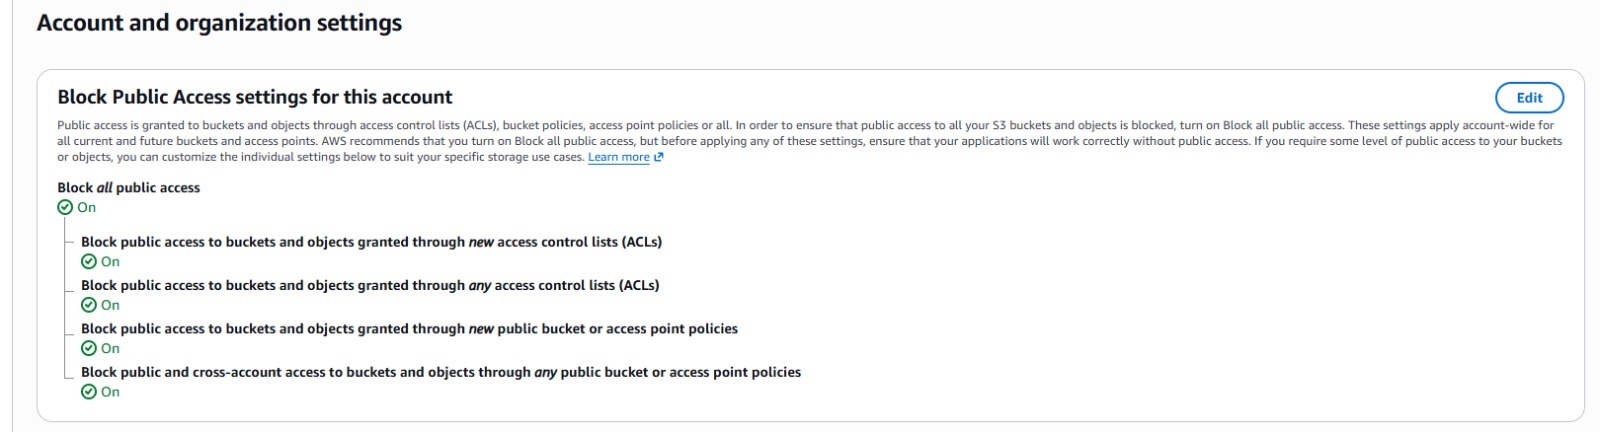 Account and organization settings
Block Public Access settings for this account
Edit
Public access is granted to buckets and objects through access control lists (ACLs), bucket policies, access point policies or all. In order to ensure that public access to all your S3 buckets and objects is blocked, turn on Block all public access. These settings apply account-wide for
all current and future buckets and access points. AWS recommends that you turn on Block all public access, but before applying any of these settings, ensure that your applications will work correctly without public access. If you require some level of public access to your buckets
or objects, you can customize the individual settings below to suit your specific storage use cases. Learn more
Block all public access
On
Block public access to buckets and objects granted through new access control lists (ACLs)
On
Block public access to buckets and objects granted through any access control lists (ACLs)
On
Block public access to buckets and objects granted through new public bucket or access point policies
On
Block public and cross-account access to buckets and objects through any public bucket or access point policies
On